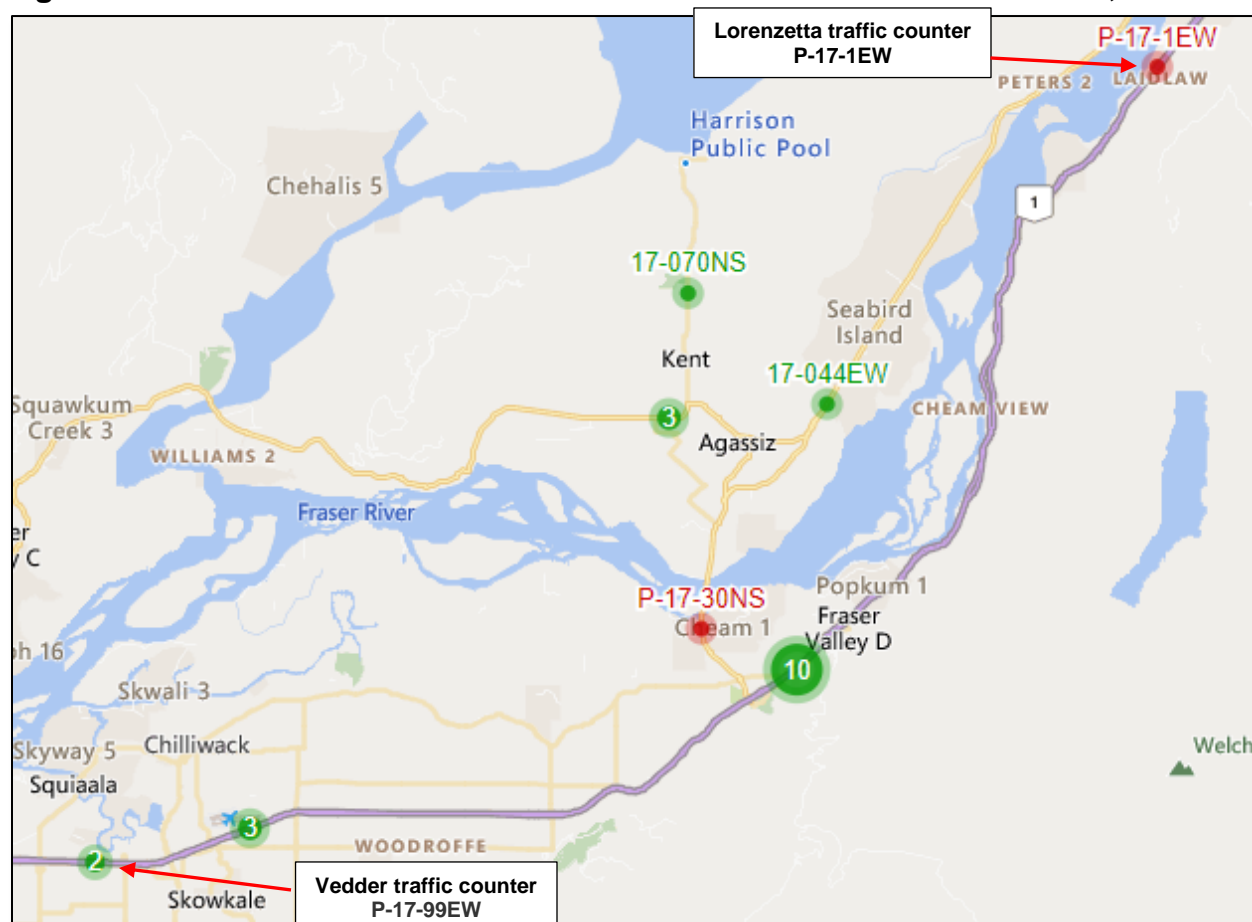 Lorenzetta traffic counter
P-17-1EW
P-17-1EW
PETERS 2
LAIDLAW
Harrison
Public Pool
Chehalis 5
1
17-070NS
Seabird
Island
Kent
17-044EW
Squawkum
Creek 3
3
CHEAM VIEW
Agassiz
WILLIAMS 2
Fraser River
er
y C
P-17-30NS
Cheam 1
Popkum 1
Fraser
Valley D
10
ph 16
Skwali 3
Skyway 5
Chilliwack
Welch
Squiaala
3
WOODROFFE
2
Skowkale
Vedder traffic counter
P-17-99EW